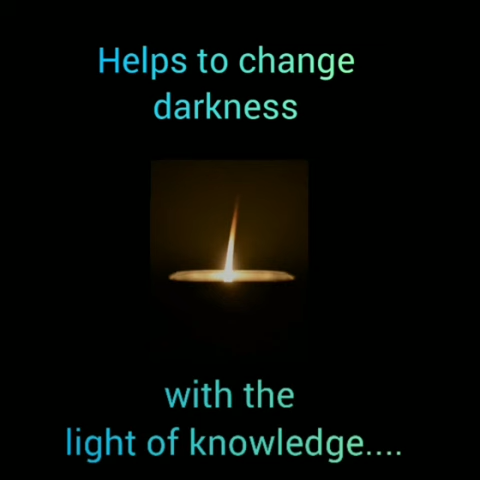 Helps to change
darkness
with the
light of knowledge....